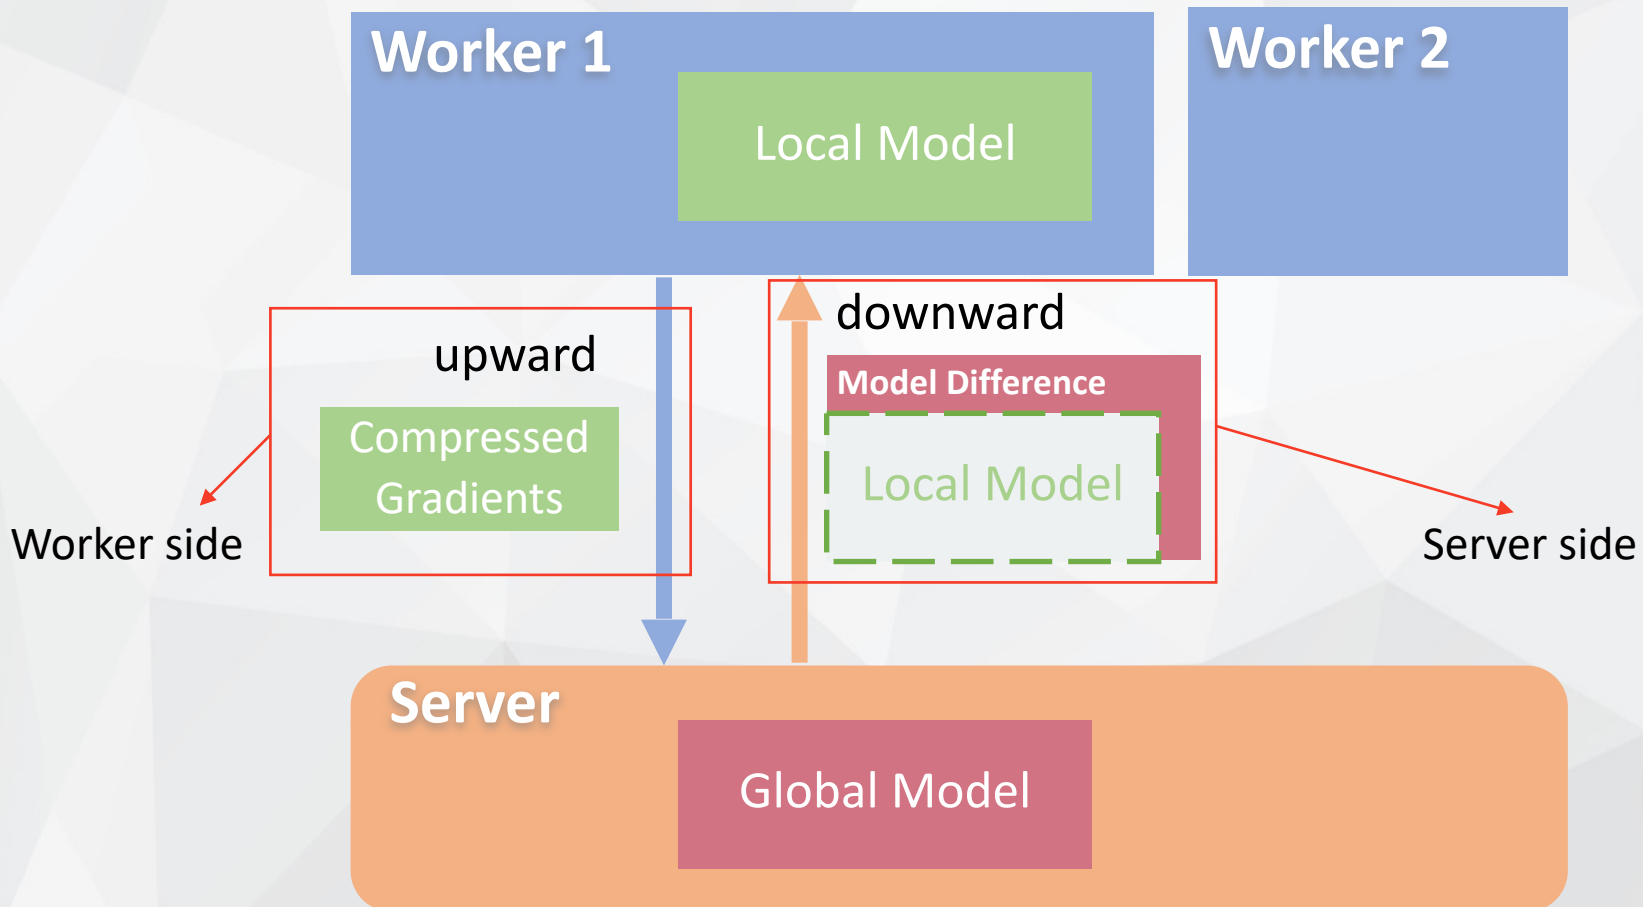 Worker 1
Worker 2
Local Model
downward
upward
Model Difference
Compressed
Gradients
Local Model
Worker side
Server side
Server
Global Model